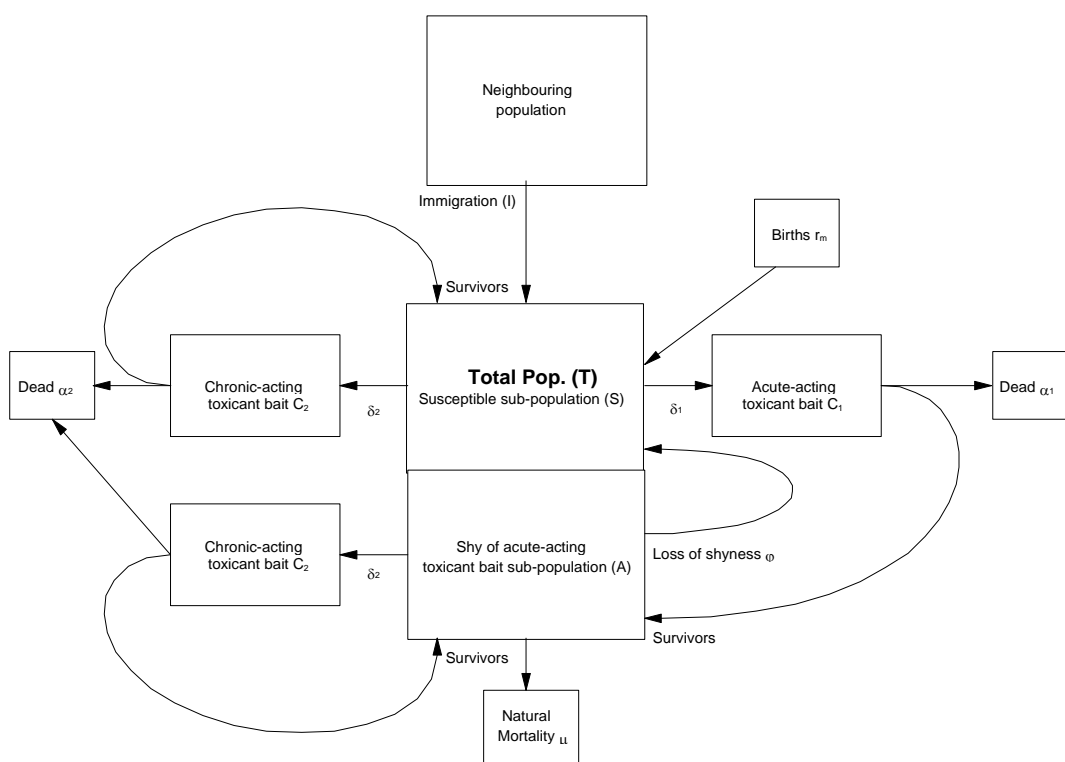 Neighbouring
population
Immigration (I)
Births rₘ
Survivors
Dead α₂
Chronic-acting
toxicant bait C₂
δ₂
Total Pop. (T)
Susceptible sub-population (S)
δ₁
Acute-acting
toxicant bait C₁
Dead α₁
Chronic-acting
toxicant bait C₂
δ₂
Shy of acute-acting
toxicant bait sub-population (A)
Loss of shyness φ
Survivors
Survivors
Natural
Mortality μ